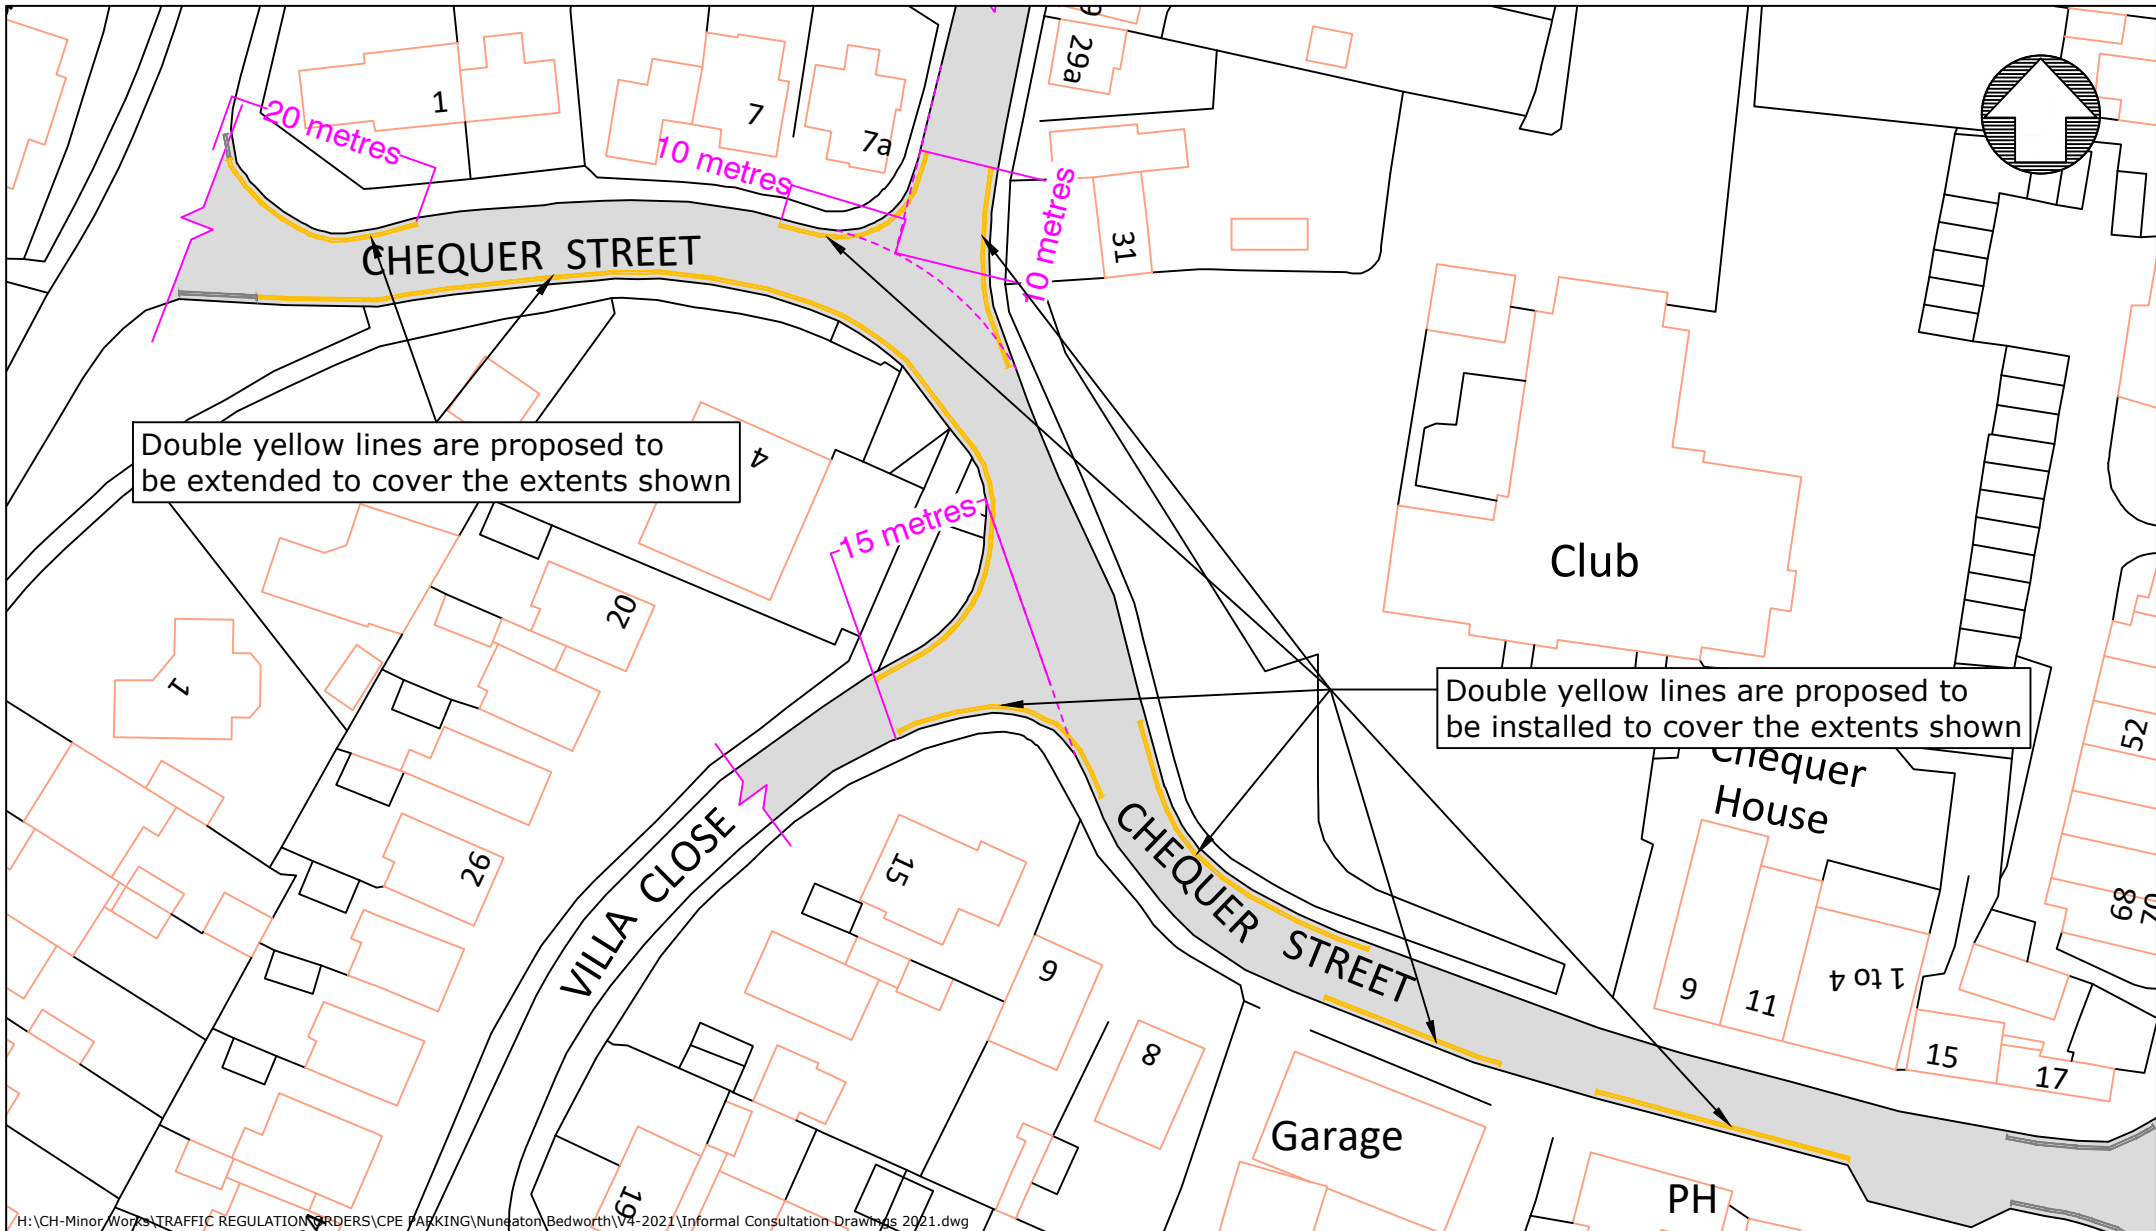 29a
1
7
7a
20 metres
10 metres
10 metres
31
CHEQUER STREET
Double yellow lines are proposed to
be extended to cover the extents shown
4
15 metres
Club
20
1
Double yellow lines are proposed to
be installed to cover the extents shown
52
Chequer
House
CHEQUER STREET
VILLA CLOSE
26
15
68
70
9
9
11
1 to 4
15
17
8
Garage
PH
19
H:\CH-Minor Works\TRAFFIC REGULATION ORDERS\CPE PARKING\Nuneaton Bedworth\V4-2021\Informal Consultation Drawings 2021.dwg